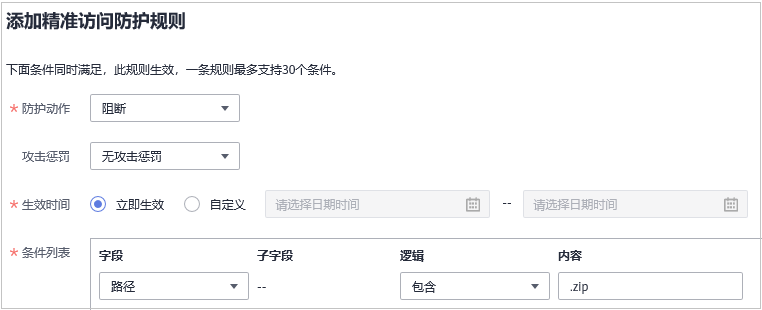 添加精准访问防护规则
下面条件同时满足，此规则生效，一条规则最多支持30个条件。
* 防护动作 阻断
攻击惩罚 无攻击惩罚
* 生效时间 立即生效 自定义 请选择日期时间 -- 请选择日期时间
* 条件列表 字段 子字段 逻辑 内容
路径 -- 包含 .zip